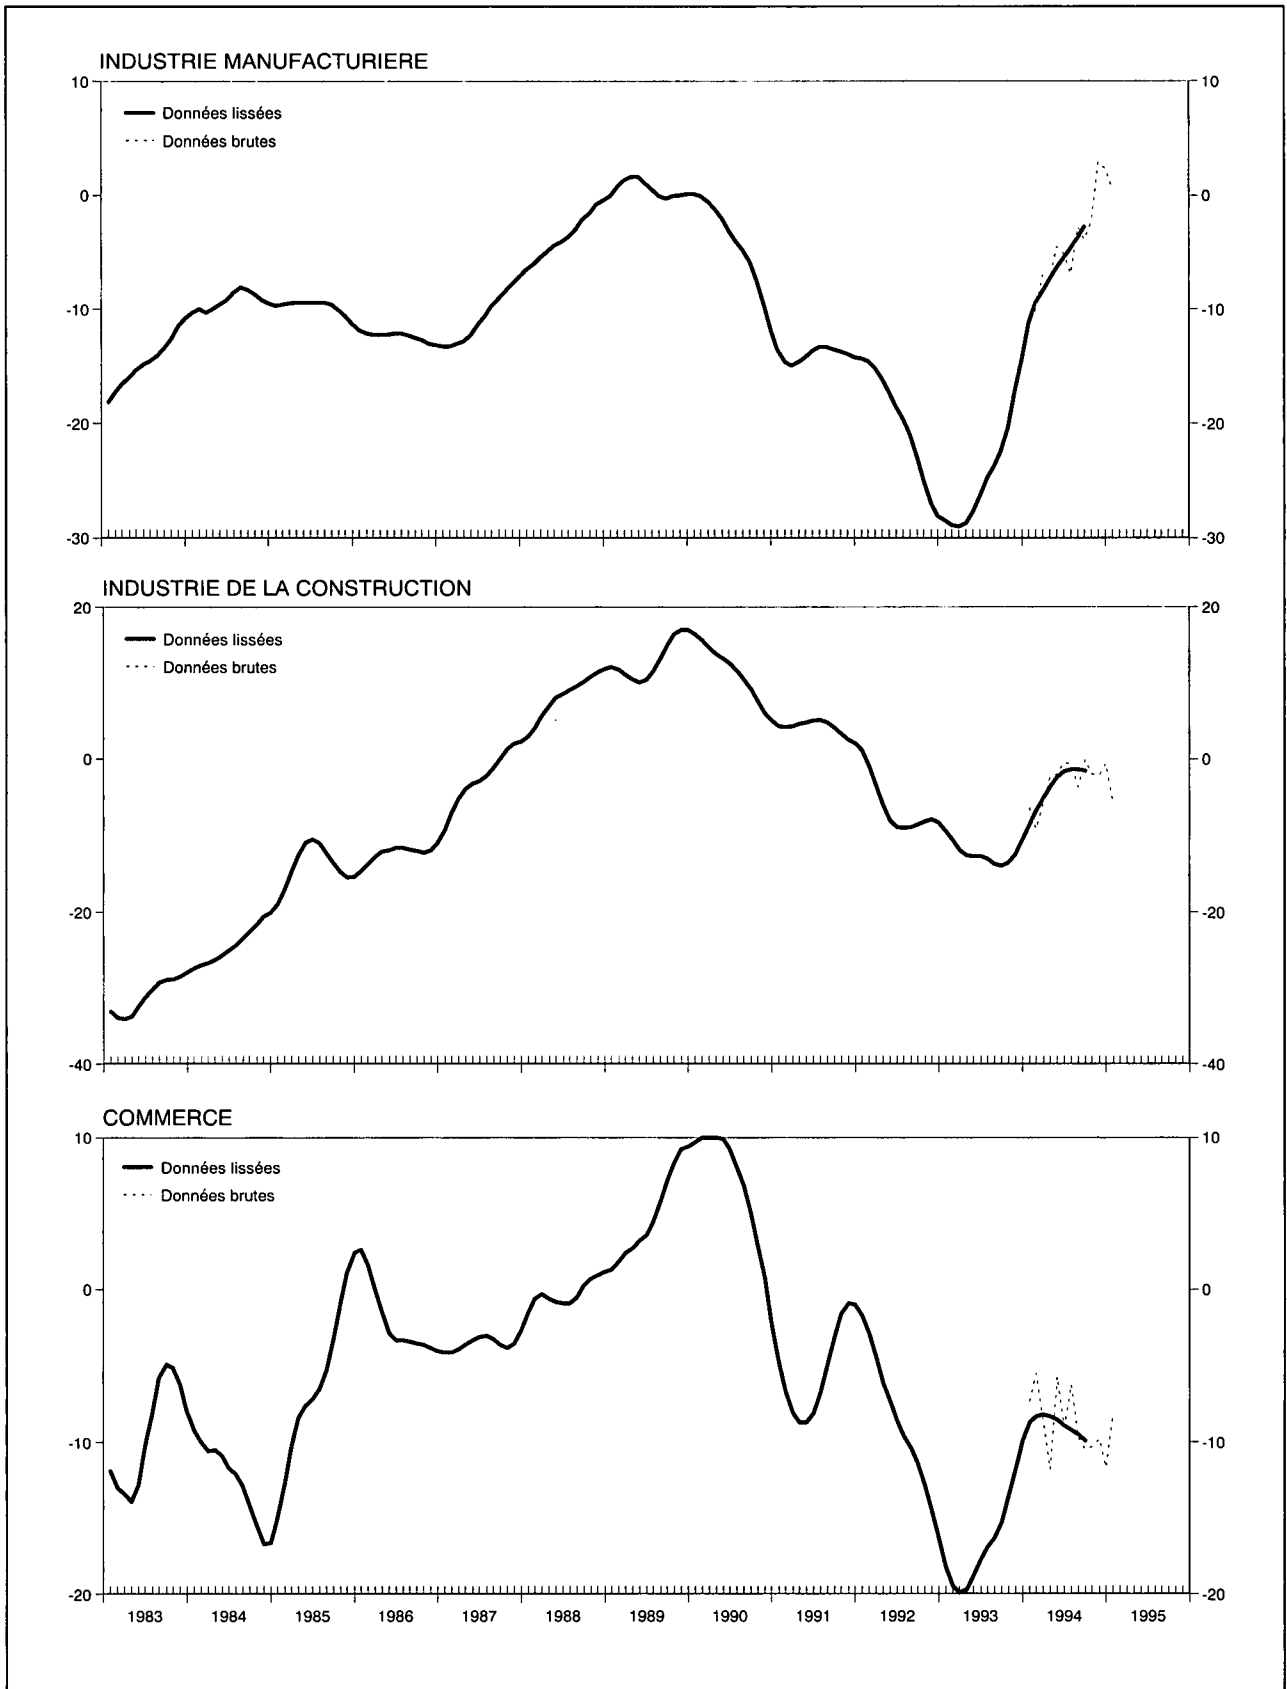 INDUSTRIE MANUFACTURIERE
10 10
Données lissées
Données brutes
0 0
-10 -10
-20 -20
-30 -30
INDUSTRIE DE LA CONSTRUCTION
20 20
Données lissées
Données brutes
0 0
-20 -20
-40 -40
COMMERCE
10 10
Données lissées
Données brutes
0 0
-10 -10
-20 -20
1983 1984 1985 1986 1987 1988 1989 1990 1991 1992 1993 1994 1995